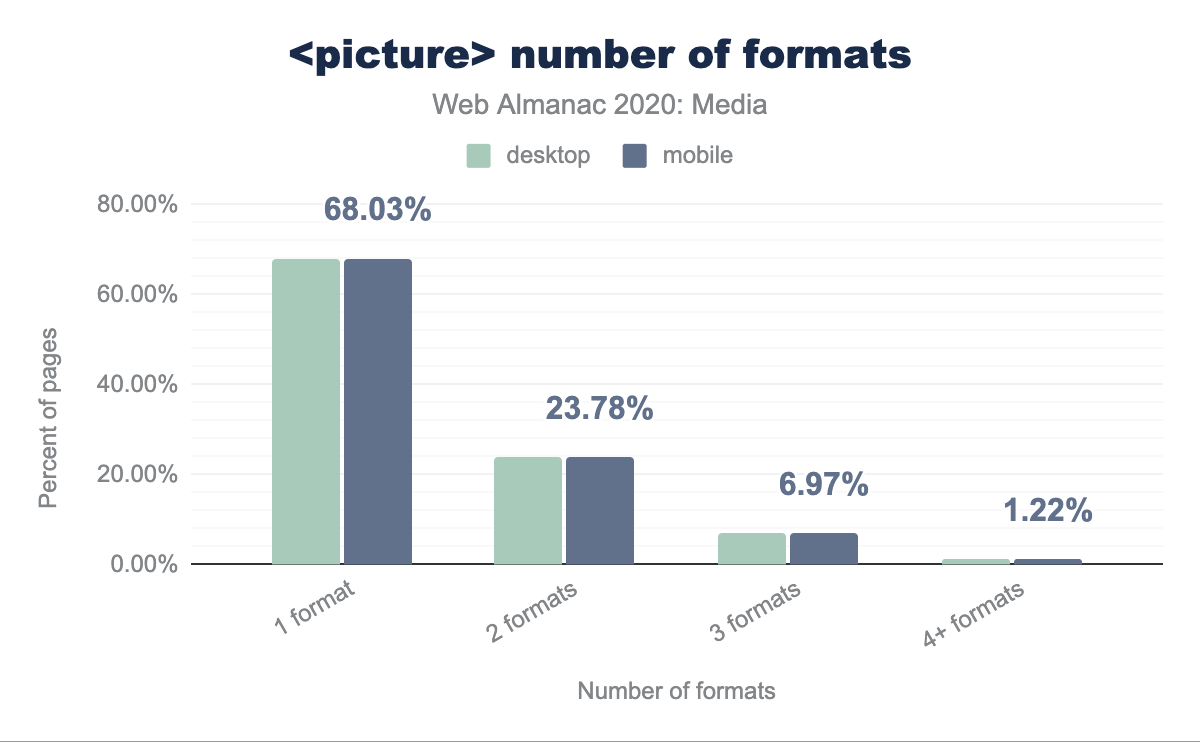 <picture> number of formats
Web Almanac 2020: Media
desktop mobile
80.00%
60.00%
40.00%
20.00%
0.00%
Percent of pages
68.03%
23.78%
6.97%
1.22%
1 format
2 formats
3 formats
4+ formats
Number of formats